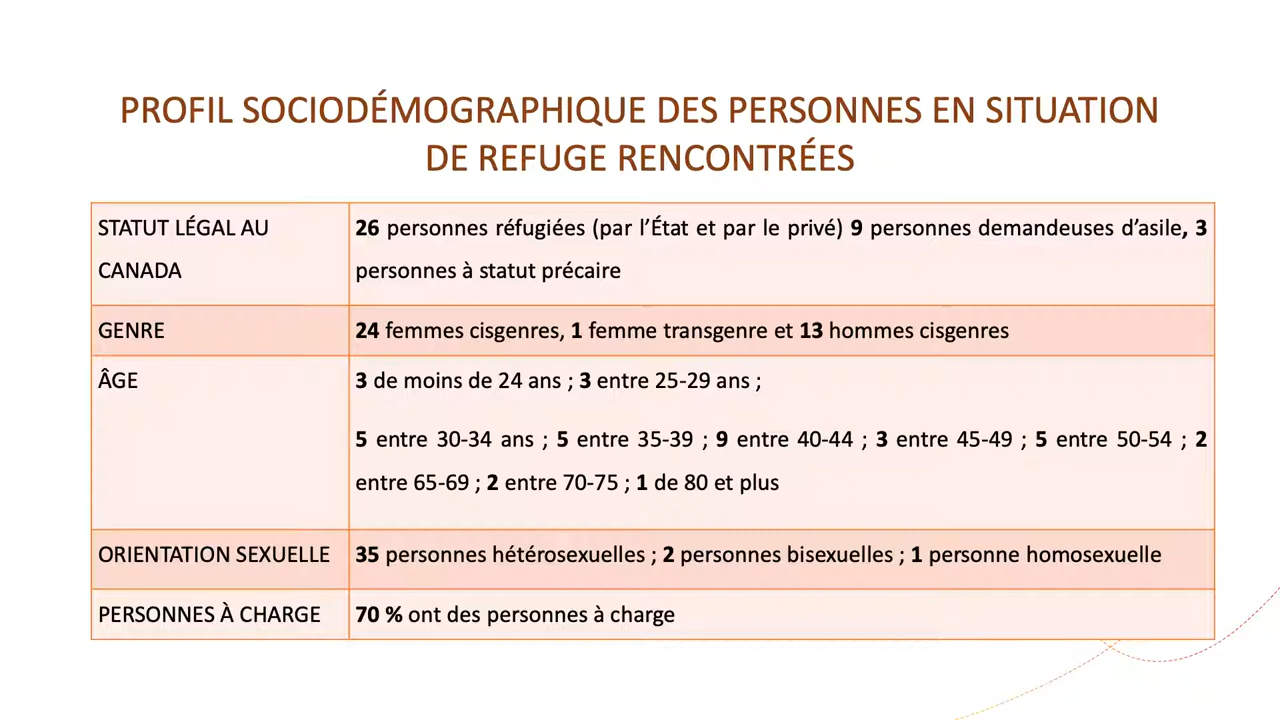 PROFIL SOCIODÉMOGRAPHIQUE DES PERSONNES EN SITUATION
DE REFUGE RENCONTRÉES
STATUT LÉGAL AU
CANADA
26 personnes réfugiées (par l’État et par le privé) 9 personnes demandeuses d’asile, 3
personnes à statut précaire
GENRE
24 femmes cisgenres, 1 femme transgenre et 13 hommes cisgenres
ÂGE
3 de moins de 24 ans ; 3 entre 25-29 ans ;
5 entre 30-34 ans ; 5 entre 35-39 ; 9 entre 40-44 ; 3 entre 45-49 ; 5 entre 50-54 ; 2
entre 65-69 ; 2 entre 70-75 ; 1 de 80 et plus
ORIENTATION SEXUELLE
35 personnes hétérosexuelles ; 2 personnes bisexuelles ; 1 personne homosexuelle
PERSONNES À CHARGE
70 % ont des personnes à charge